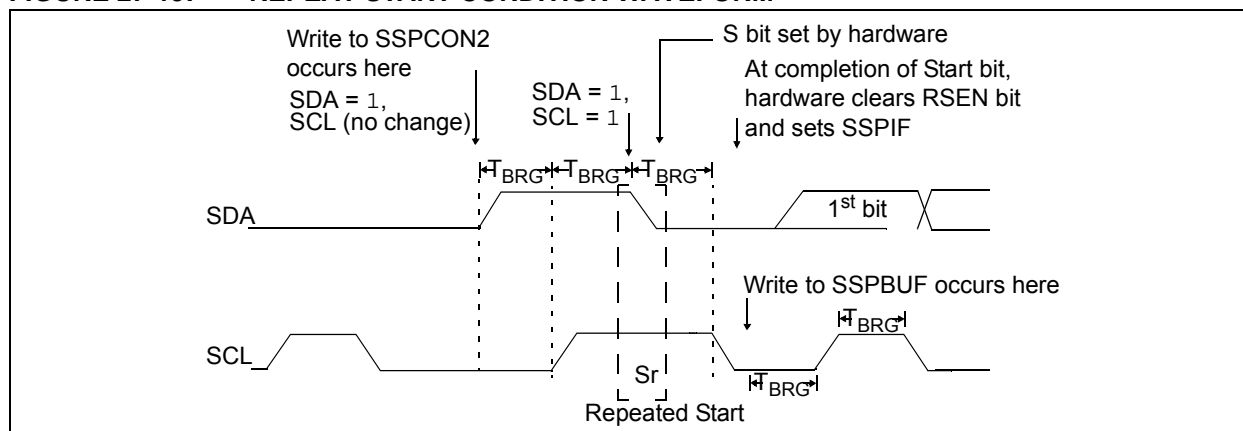 Write to SSPCON2
occurs here
SDA = 1,
SCL (no change)
SDA = 1,
SCL = 1
S bit set by hardware
At completion of Start bit,
hardware clears RSEN bit
and sets SSPIF
TBRG TBRG TBRG
SDA
1st bit
Write to SSPBUF occurs here
TBRG
SCL
Sr
TBRG
Repeated Start